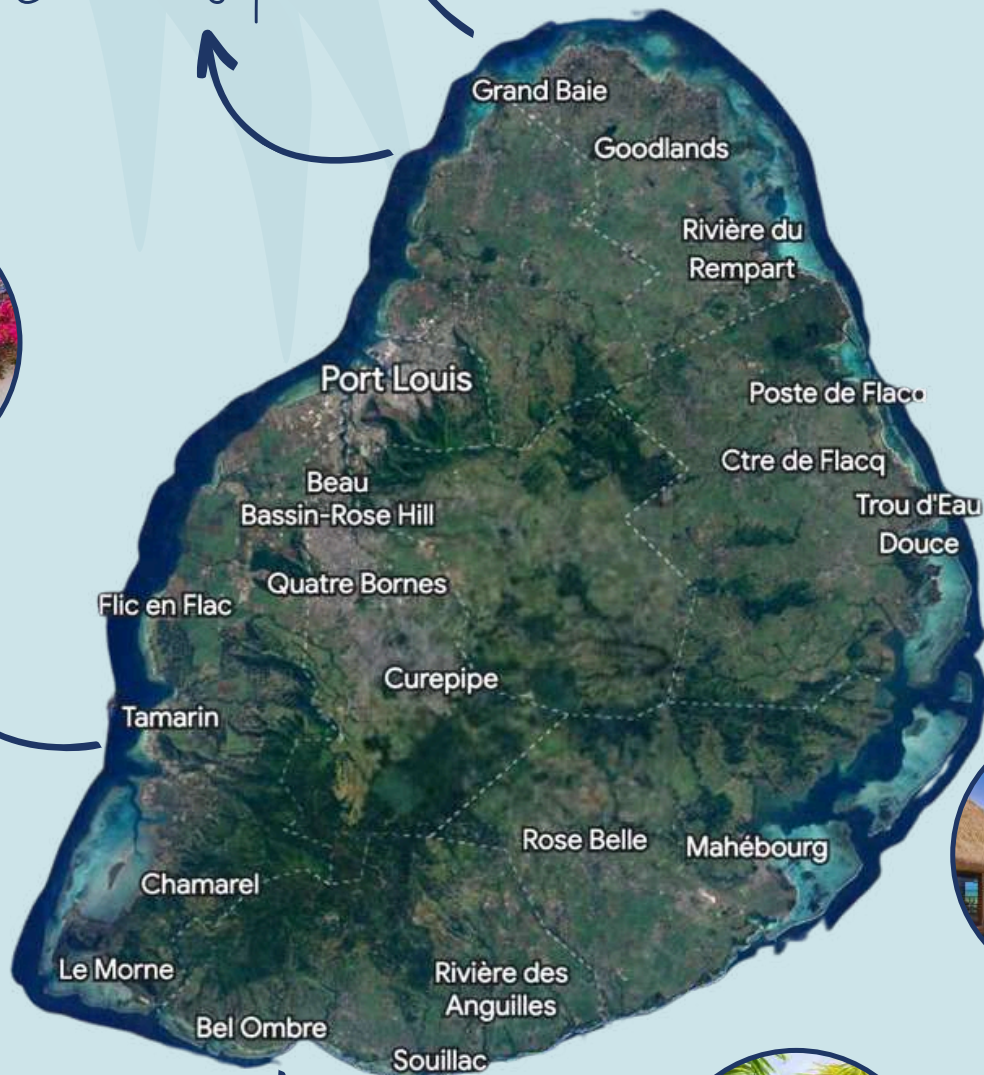 Grand Baie
Goodlands
Rivière du
Rempart
Port Louis
Poste de Flacq
Ctre de Flacq
Beau
Bassin-Rose Hill
Trou d'Eau
Douce
Quatre Bornes
Flic en Flac
Curepipe
Tamarin
Rose Belle
Mahébourg
Chamarel
Le Morne
Rivière des
Anguilles
Bel Ombre
Souillac